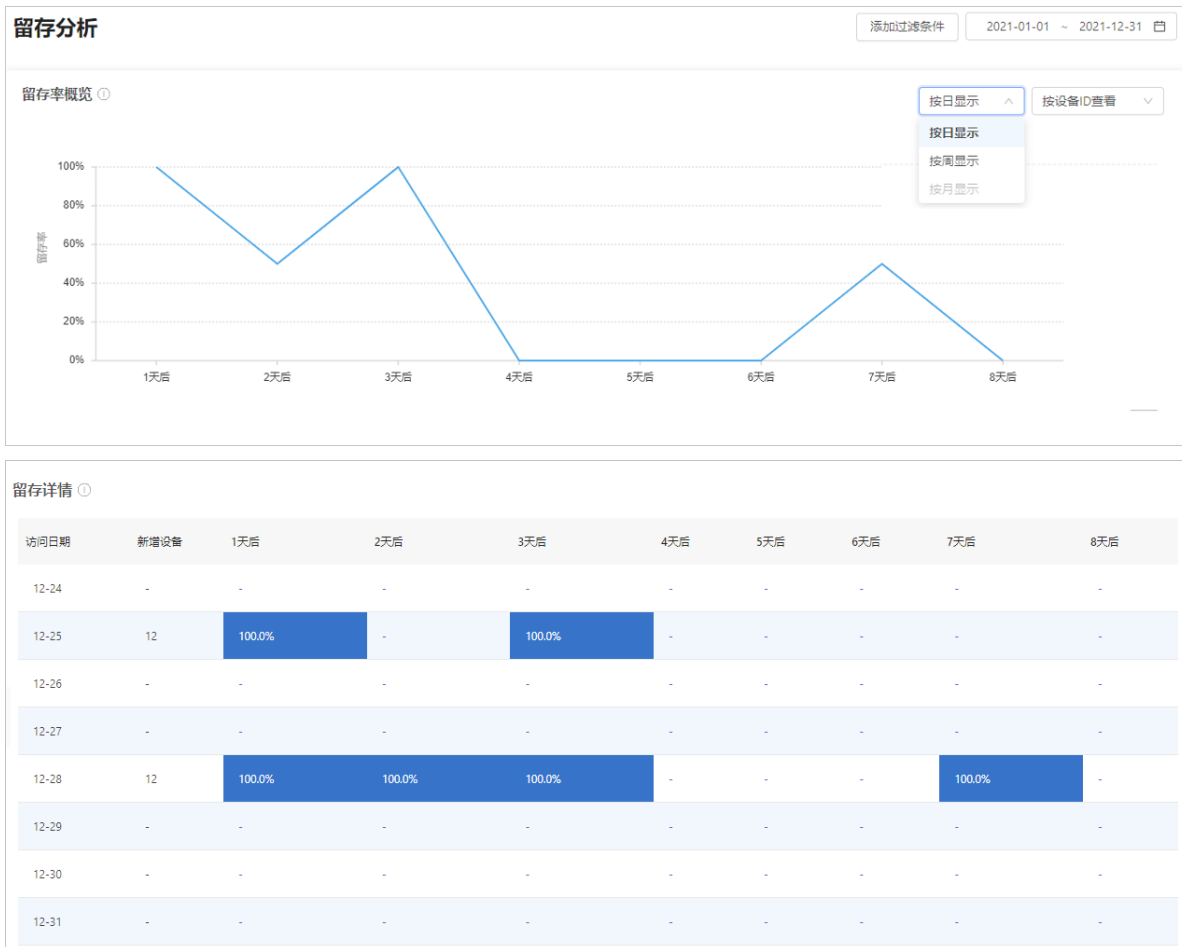 留存分析
添加过滤条件 2021-01-01 ~ 2021-12-31
留存率概览
按日显示 按设备ID查看
按日显示
按周显示
按月显示
留存率
100%
80%
60%
40%
20%
0%
1天后 2天后 3天后 4天后 5天后 6天后 7天后 8天后
留存详情
访问日期 新增设备 1天后 2天后 3天后 4天后 5天后 6天后 7天后 8天后
12-24 - - - - - - - - -
12-25 12 100.0% - 100.0% - - - - -
12-26 - - - - - - - - -
12-27 - - - - - - - - -
12-28 12 100.0% 100.0% 100.0% - - - 100.0% -
12-29 - - - - - - - - -
12-30 - - - - - - - - -
12-31 - - - - - - - - -